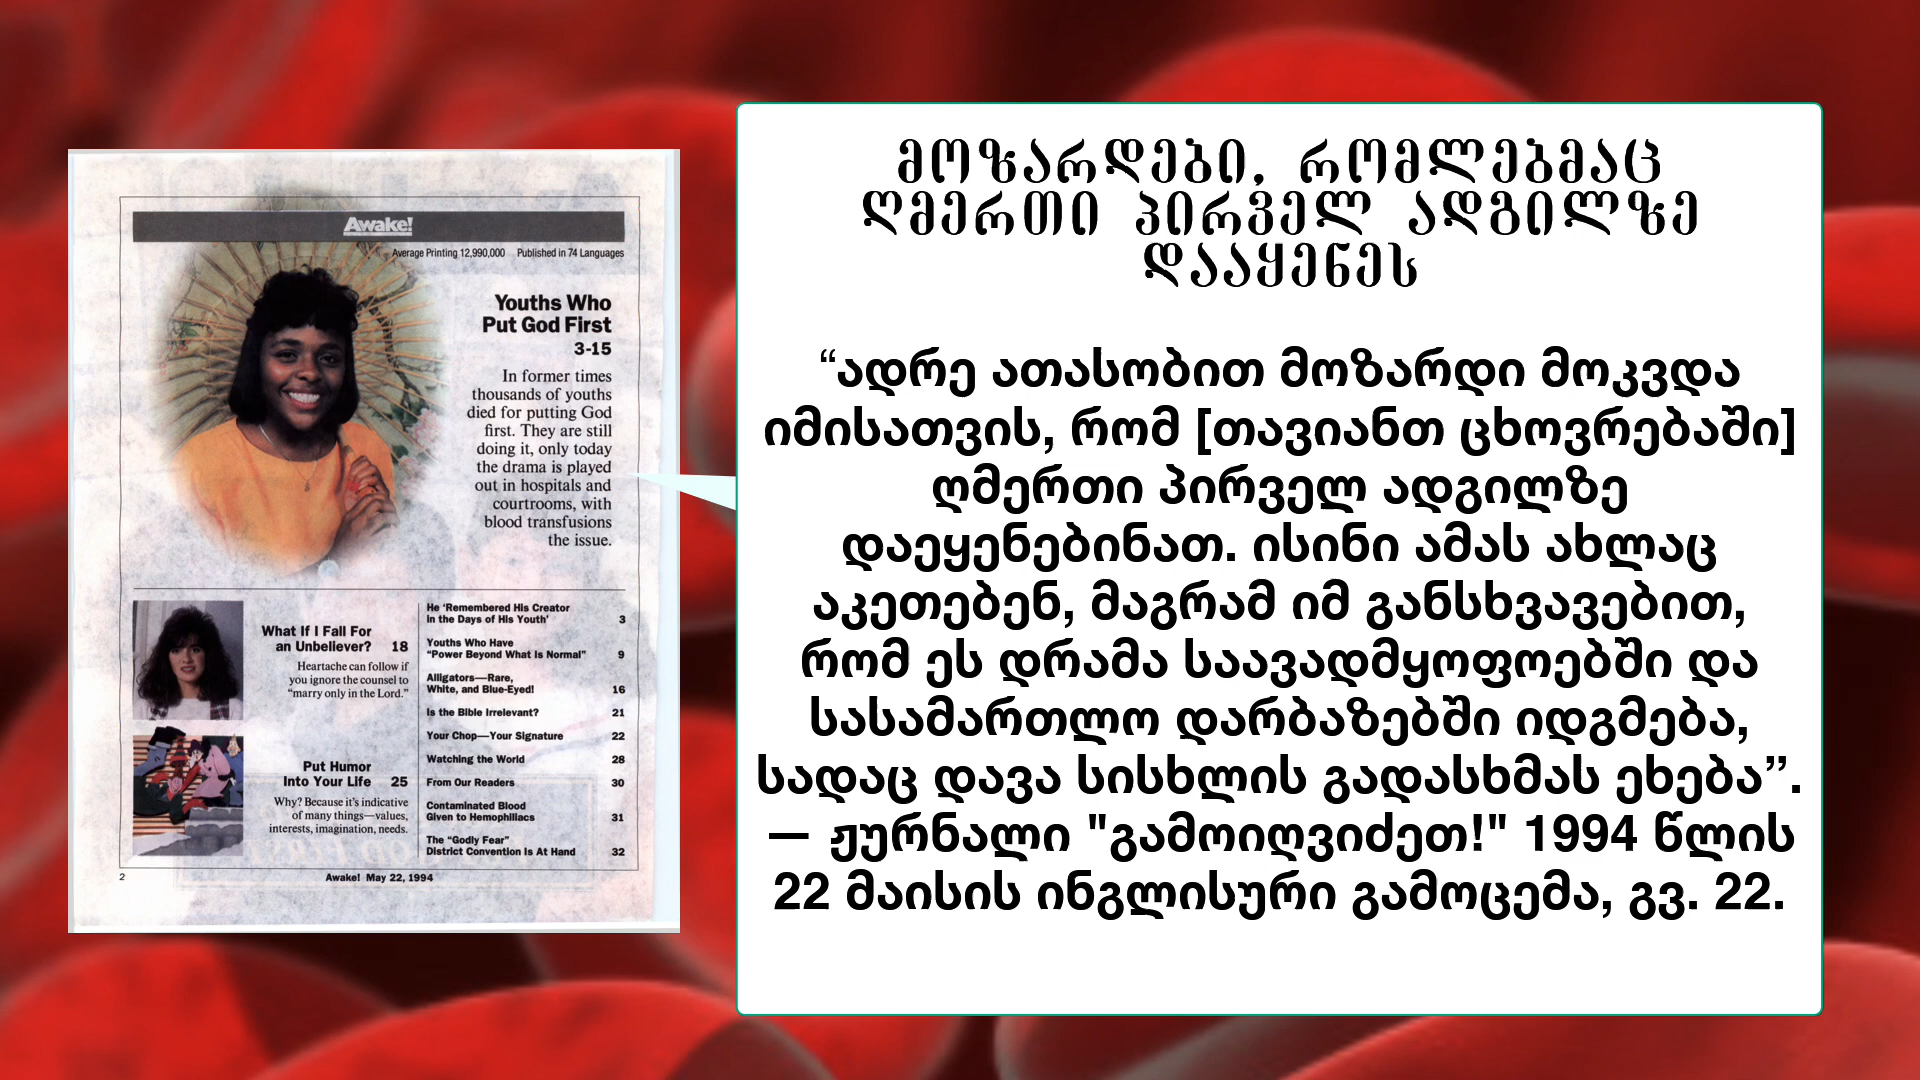 Awake!
Average Printing 12,990,000 Published in 74 Languages
Youths Who
Put God First
3-15
In former times
thousands of youths
died for putting God
first. They are still
doing it, only today
the drama is played
out in hospitals and
courtrooms, with
blood transfusions
the issue.
What If I Fall For
an Unbeliever? 18
Heartache can follow if
you ignore the counsel to
“marry only in the Lord.”
Put Humor
Into Your Life 25
Why? Because it’s indicative
of many things—values,
interests, imagination, needs.
He ‘Remembered His Creator
In the Days of His Youth’ 3
Youths Who Have
“Power Beyond What Is Normal” 9
Alligators—Rare,
White, and Blue-Eyed! 16
Is the Bible Irrelevant? 21
Your Chop—Your Signature 22
Watching the World 28
From Our Readers 30
Contaminated Blood
Given to Hemophiliacs 31
The “Godly Fear”
District Convention Is At Hand 32
2
Awake! May 22, 1994
მოზარდები, რომლებმაც
ღმერთი პირველ ადგილზე
დააყენეს
“ადრე ათასობით მოზარდი მოკვდა
იმისათვის, რომ [თავიანთ ცხოვრებაში]
ღმერთი პირველ ადგილზე
დაეყენებინათ. ისინი ამას ახლაც
აკეთებენ, მაგრამ იმ განსხვავებით,
რომ ეს დრამა საავადმყოფოებში და
სასამართლო დარბაზებში იდგმება,
სადაც დავა სისხლის გადასხმას ეხება”.
— ჟურნალი "გამოიღვიძეთ!" 1994 წლის
22 მაისის ინგლისური გამოცემა, გვ. 22.